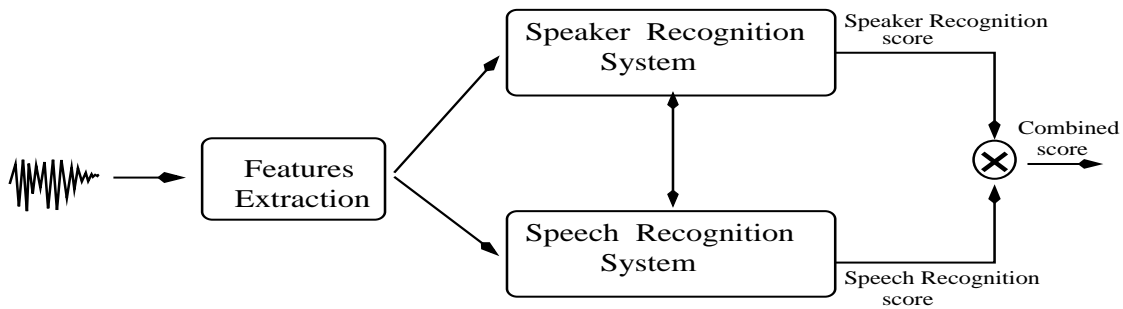 Features
Extraction
Speaker Recognition
System
Speaker Recognition
score
Speech Recognition
System
Speech Recognition
score
Combined
score